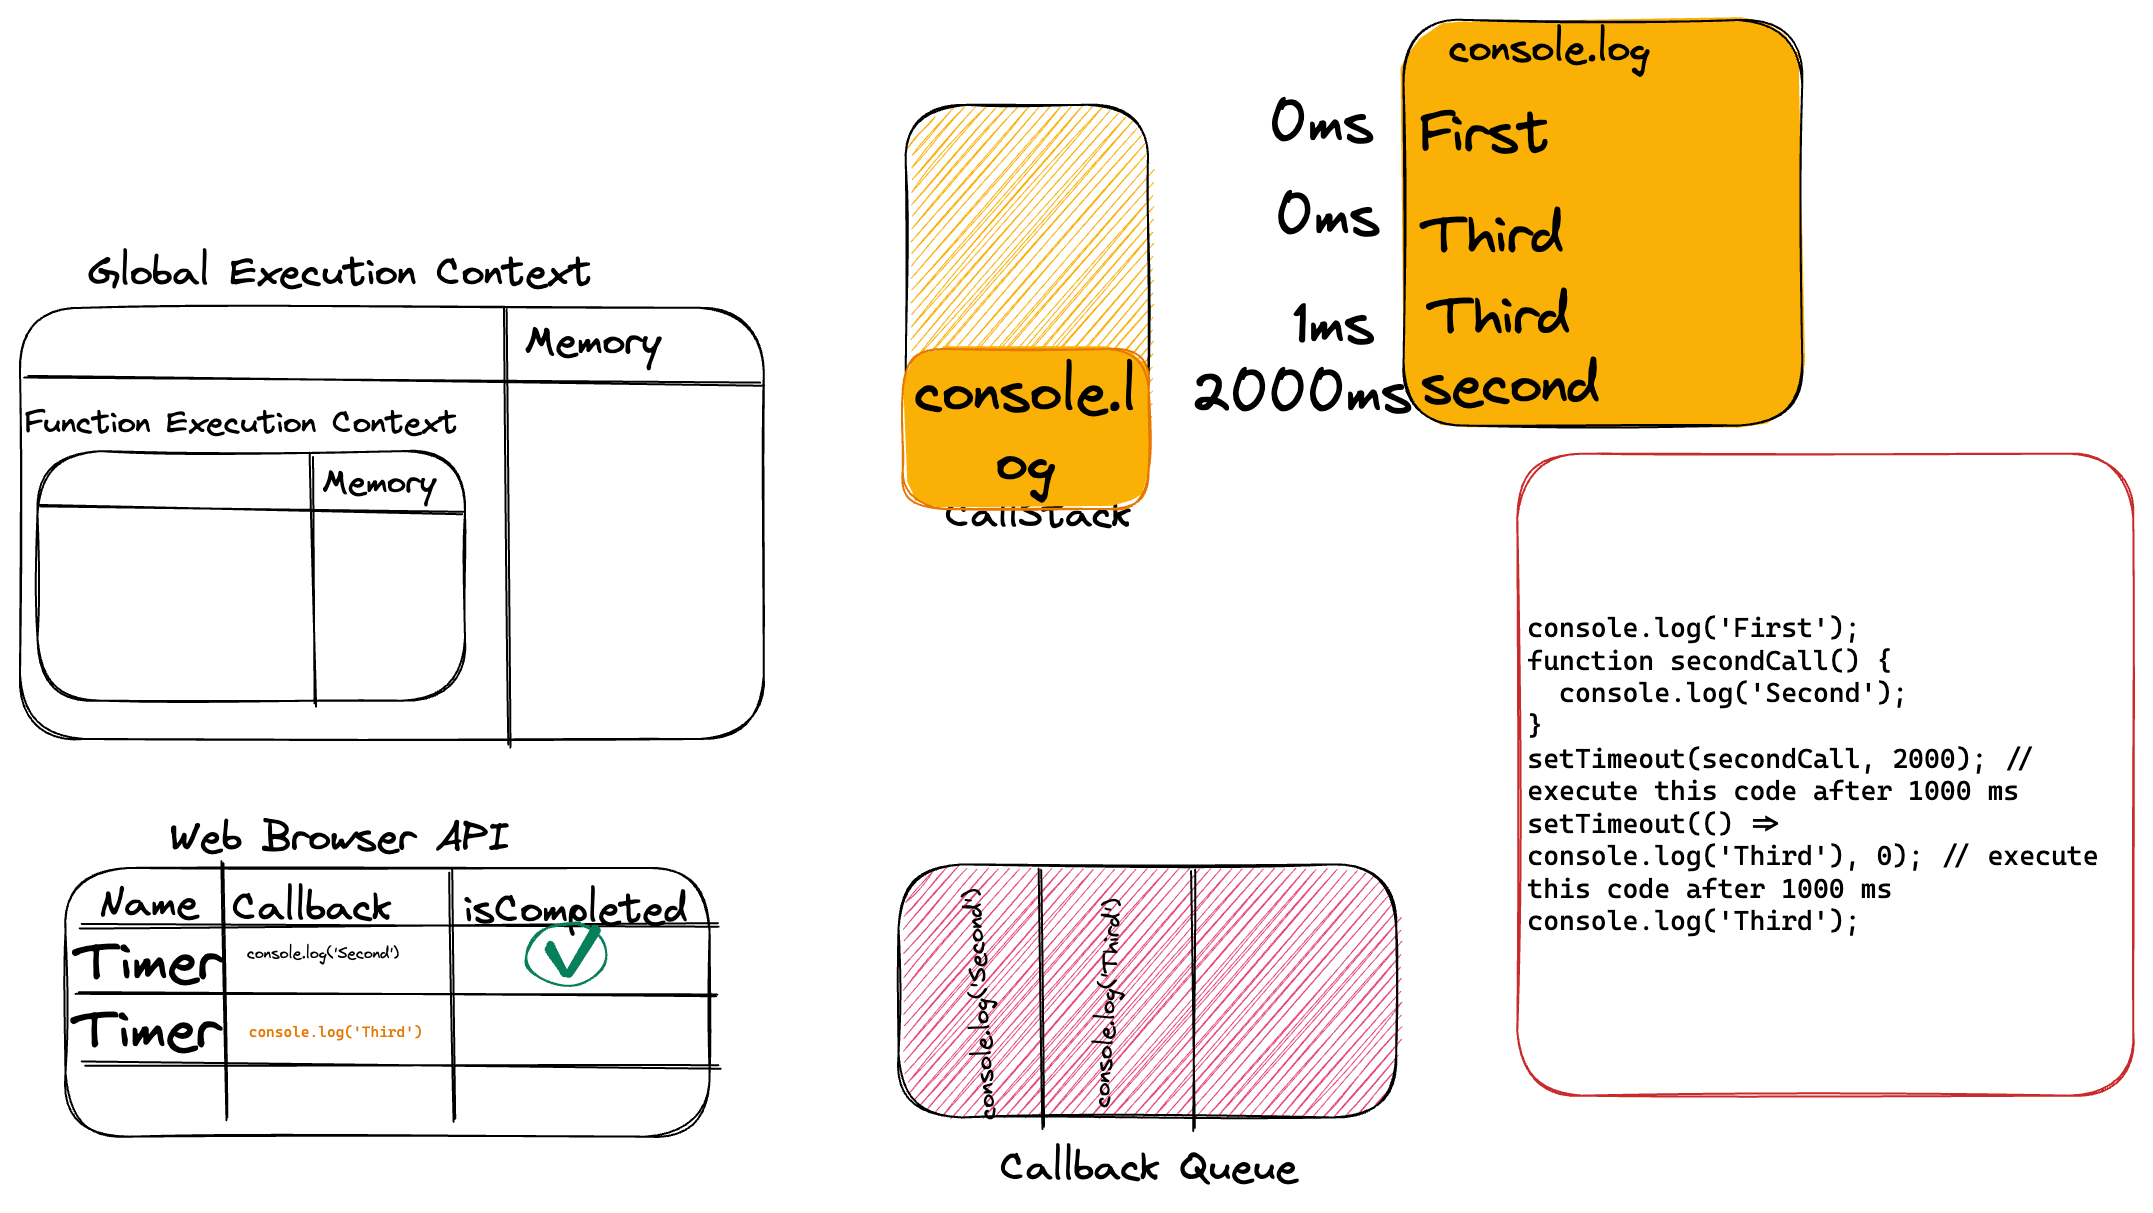 console.log
0ms First
0ms Third
1ms Third
2000ms second
console.l
og
CallStack
Global Execution Context
Memory
Function Execution Context
Memory
console.log('First');
function secondCall() {
  console.log('Second');
}
setTimeout(secondCall, 2000); //
execute this code after 1000 ms
setTimeout(() =>
console.log('Third'), 0); // execute
this code after 1000 ms
console.log('Third');
Web Browser API
Name Callback isCompleted
Timer console.log('Second')
Timer console.log('Third')
console.log('Second')
console.log('Third')
Callback Queue